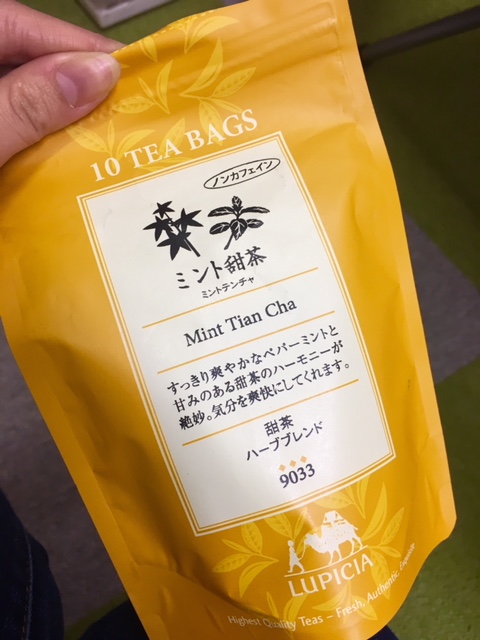 10 TEA BAGS
ノンカフェイン
ミント甜茶
ミントテンチャ
Mint Tian Cha
すっきり爽やかなペパーミントと
甘みのある甜茶のハーモニーが
絶妙。気分を爽快にしてくれます。
甜茶
ハーブブレンド
9033
LUPICIA
Highest Quality Teas – Fresh, Authentic, Exquisite